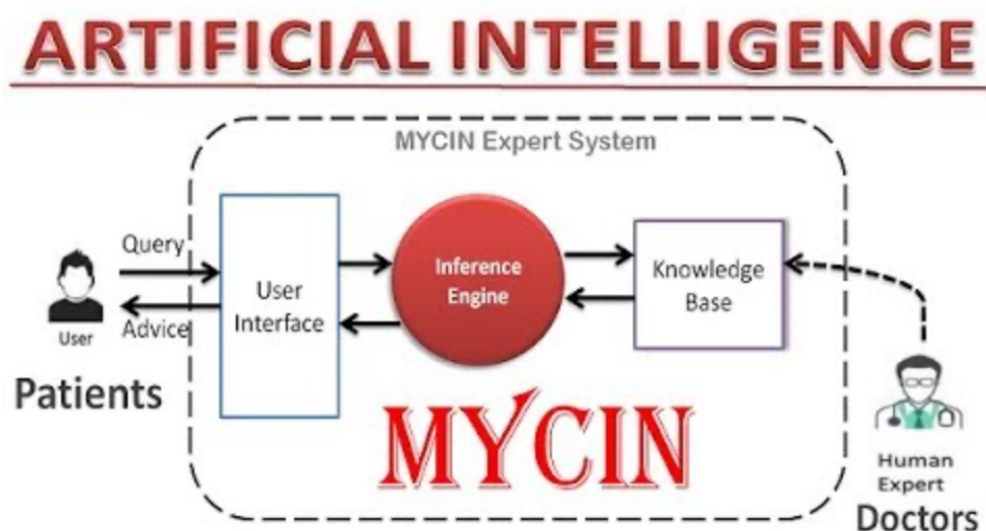 ARTIFICIAL INTELLIGENCE
MYCIN Expert System
Query
Advice
User
Patients
User
Interface
Inference
Engine
Knowledge
Base
MYCIN
Human
Expert
Doctors